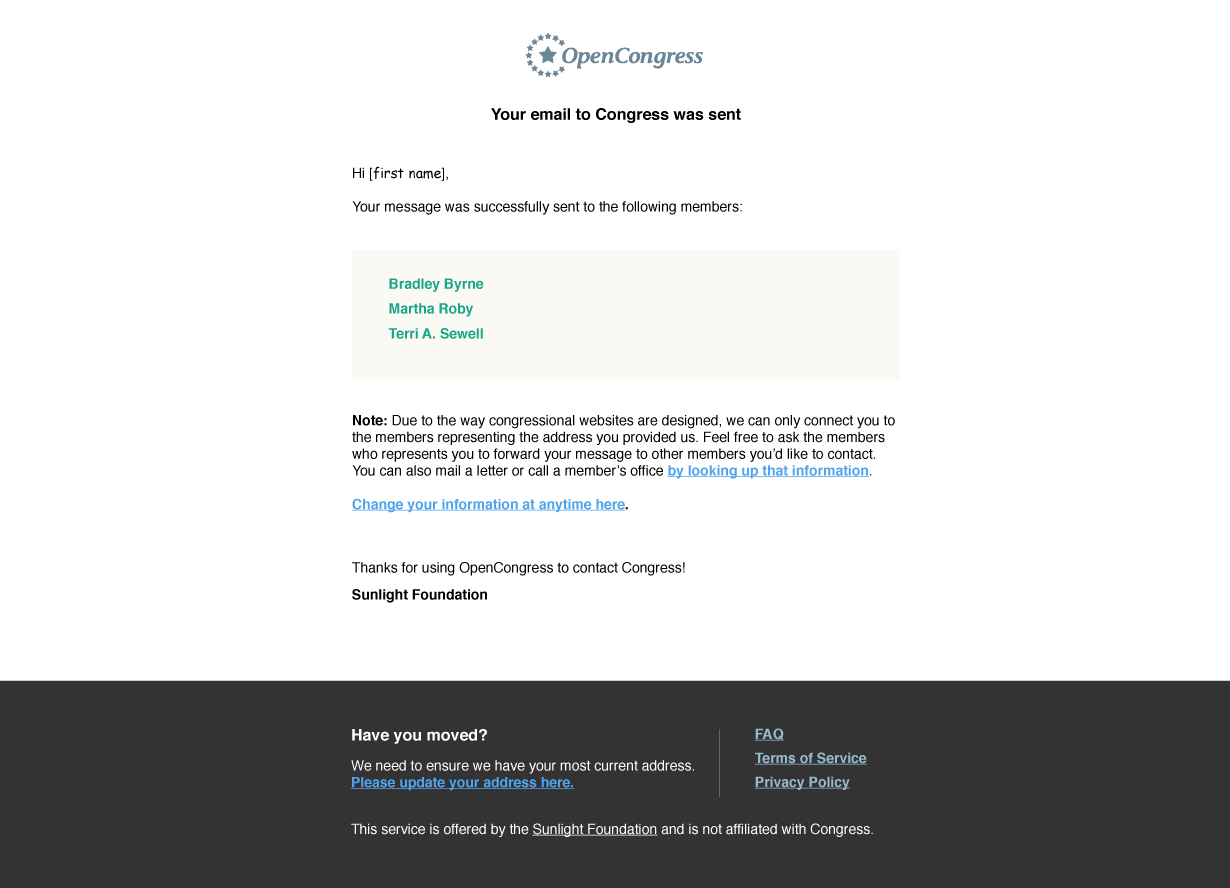 OpenCongress
Your email to Congress was sent
Hi [first name],
Your message was successfully sent to the following members:
Bradley Byrne
Martha Roby
Terri A. Sewell
Note: Due to the way congressional websites are designed, we can only connect you to
the members representing the address you provided us. Feel free to ask the members
who represents you to forward your message to other members you’d like to contact.
You can also mail a letter or call a member’s office by looking up that information.
Change your information at anytime here.
Thanks for using OpenCongress to contact Congress!
Sunlight Foundation
Have you moved?
We need to ensure we have your most current address.
Please update your address here.
FAQ
Terms of Service
Privacy Policy
This service is offered by the Sunlight Foundation and is not affiliated with Congress.